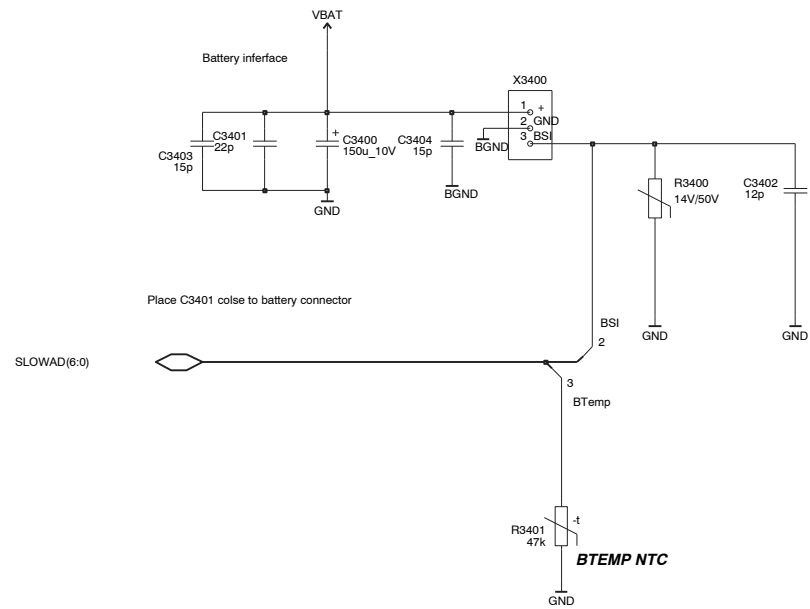 VBAT
Battery inferface
X3400
1
+
2
GND
3
BSI
BGND
C3403
15p
C3401
22p
+
C3400
150u_10V
C3404
15p
GND
BGND
R3400
14V/50V
C3402
12p
GND
GND
Place C3401 colse to battery connector
SLOWAD(6:0)
BSI
2
3
BTemp
R3401
47k
-t
BTEMP NTC
GND